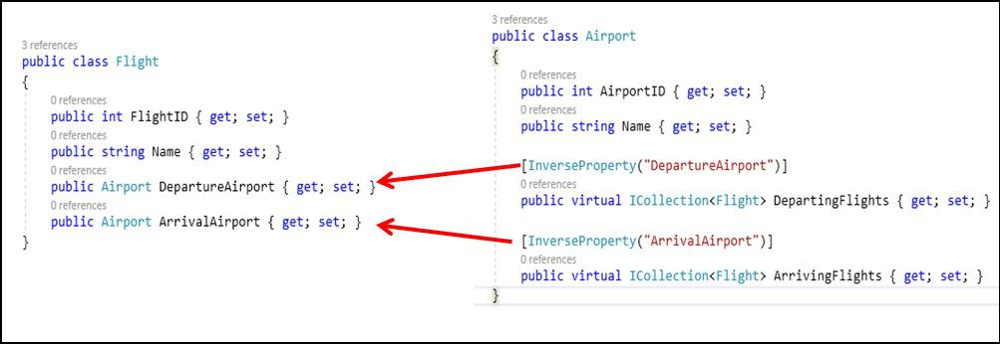 3 references
public class Flight
{
0 references
public int FlightID { get; set; }
0 references
public string Name { get; set; }
0 references
public Airport DepartureAirport { get; set; }
0 references
public Airport ArrivalAirport { get; set; }
}
3 references
public class Airport
{
0 references
public int AirportID { get; set; }
0 references
public string Name { get; set; }
[InverseProperty("DepartureAirport")]
0 references
public virtual ICollection<Flight> DepartingFlights { get; set; }
[InverseProperty("ArrivalAirport")]
0 references
public virtual ICollection<Flight> ArrivingFlights { get; set; }
}